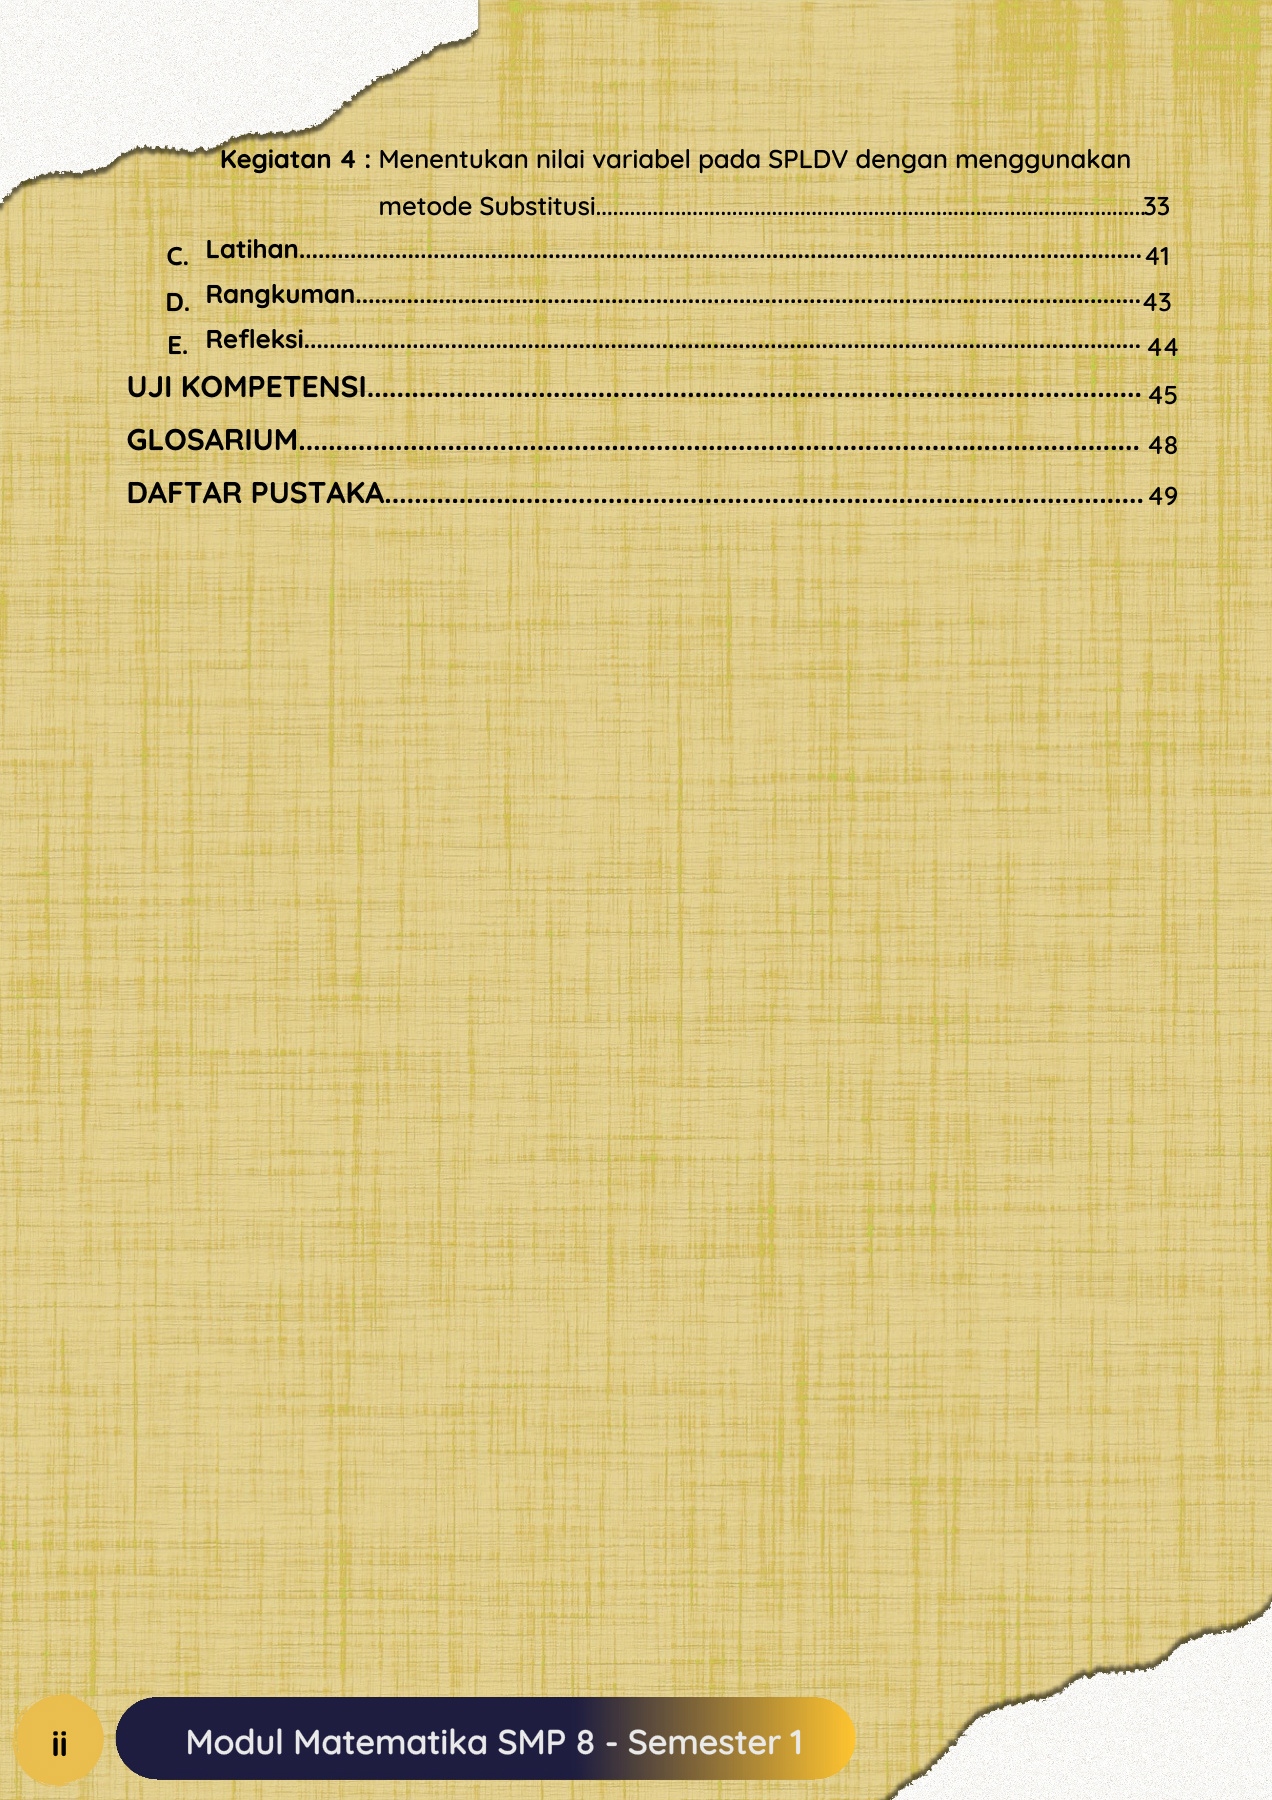 Kegiatan 4 : Menentukan nilai variabel pada SPLDV dengan menggunakan
metode Substitusi..........33
C. Latihan.......... 41
D. Rangkuman.......... 43
E. Refleksi.......... 44
UJI KOMPETENSI.......... 45
GLOSARIUM.......... 48
DAFTAR PUSTAKA.......... 49
ii Modul Matematika SMP 8 - Semester 1